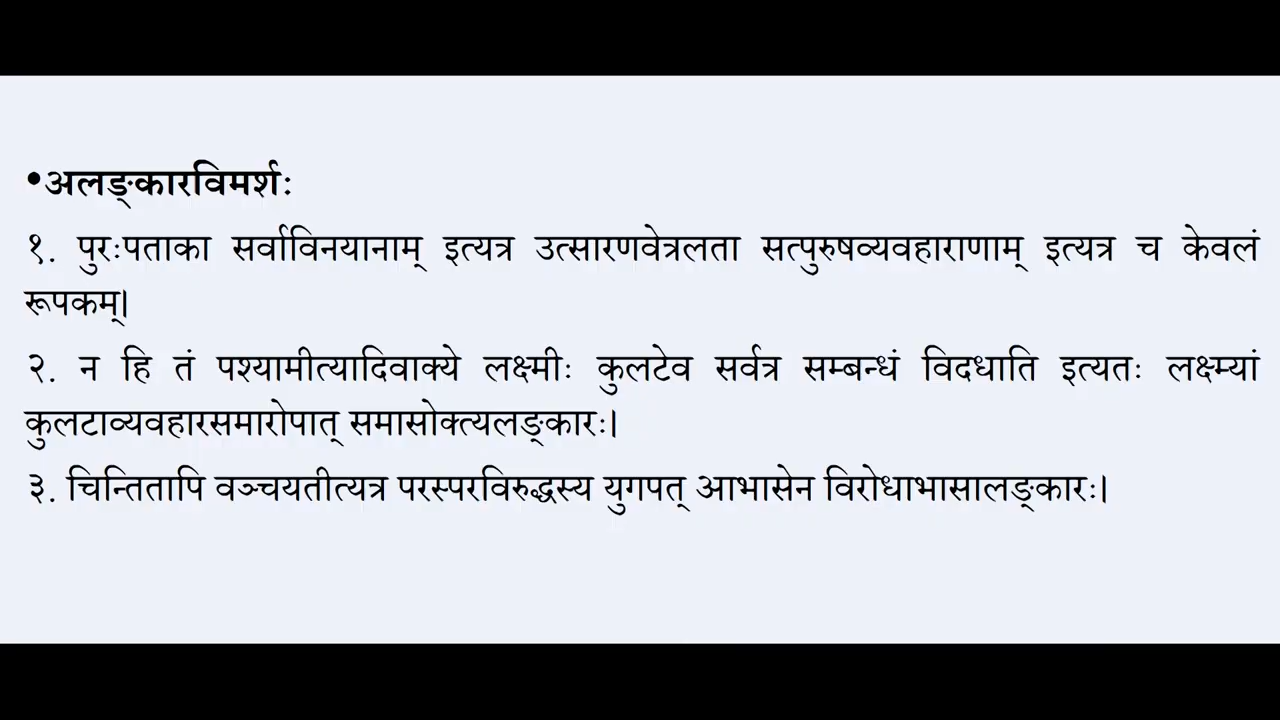 •अलङ्कारविमर्शः
१. पुरःपताका सर्वाविनयानाम् इत्यत्र उत्सारणवेत्रलता सत्पुरुषव्यवहाराणाम् इत्यत्र च केवलं
रूपकम्।
२. न हि तं पश्यामीत्यादिवाक्ये लक्ष्मीः कुलटेव सर्वत्र सम्बन्धं विदधाति इत्यतः लक्ष्म्यां
कुलटाव्यवहारसमारोपात् समासोक्त्यलङ्कारः।
३. चिन्तितापि वञ्चयतीत्यत्र परस्परविरुद्धस्य युगपत् आभासेन विरोधाभासालङ्कारः।